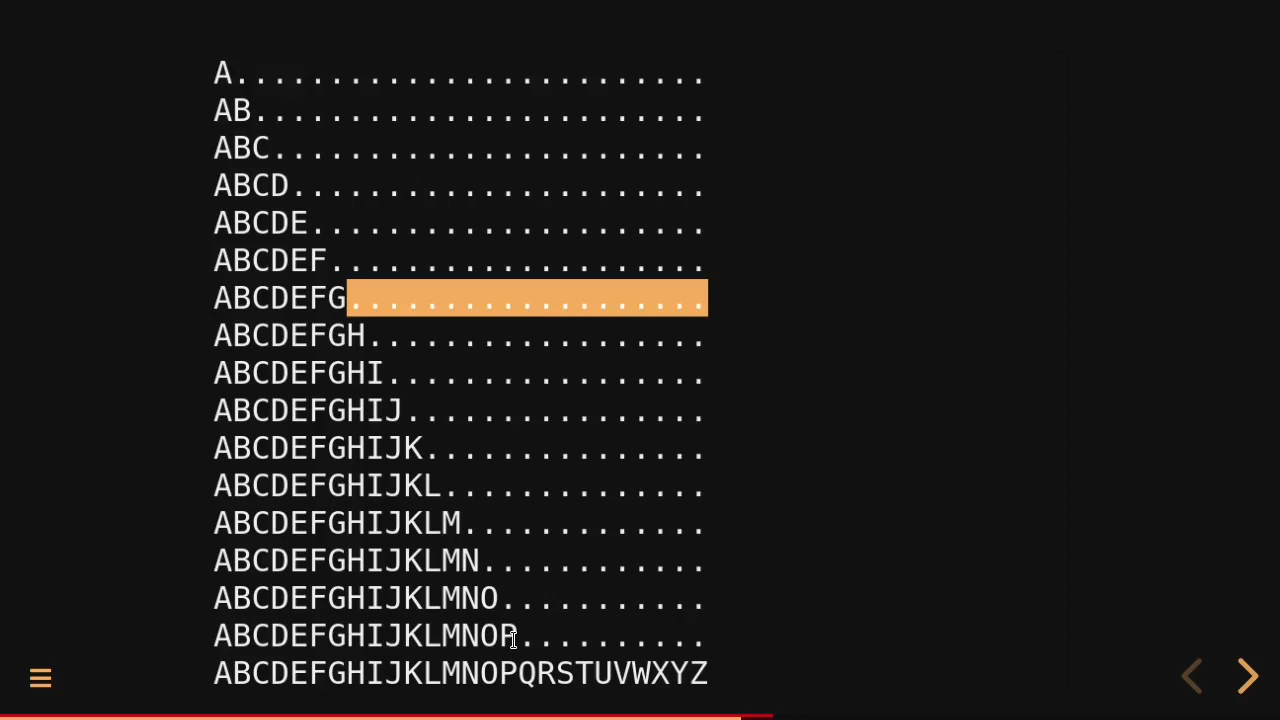 A.........................
AB........................
ABC.......................
ABCD......................
ABCDE.....................
ABCDEF....................
ABCDEFG...................
ABCDEFGH..................
ABCDEFGHI.................
ABCDEFGHIJ................
ABCDEFGHIJK...............
ABCDEFGHIJKL..............
ABCDEFGHIJKLM.............
ABCDEFGHIJKLMN............
ABCDEFGHIJKLMNO...........
ABCDEFGHIJKLMNOP..........
ABCDEFGHIJKLMNOPQRSTUVWXYZ